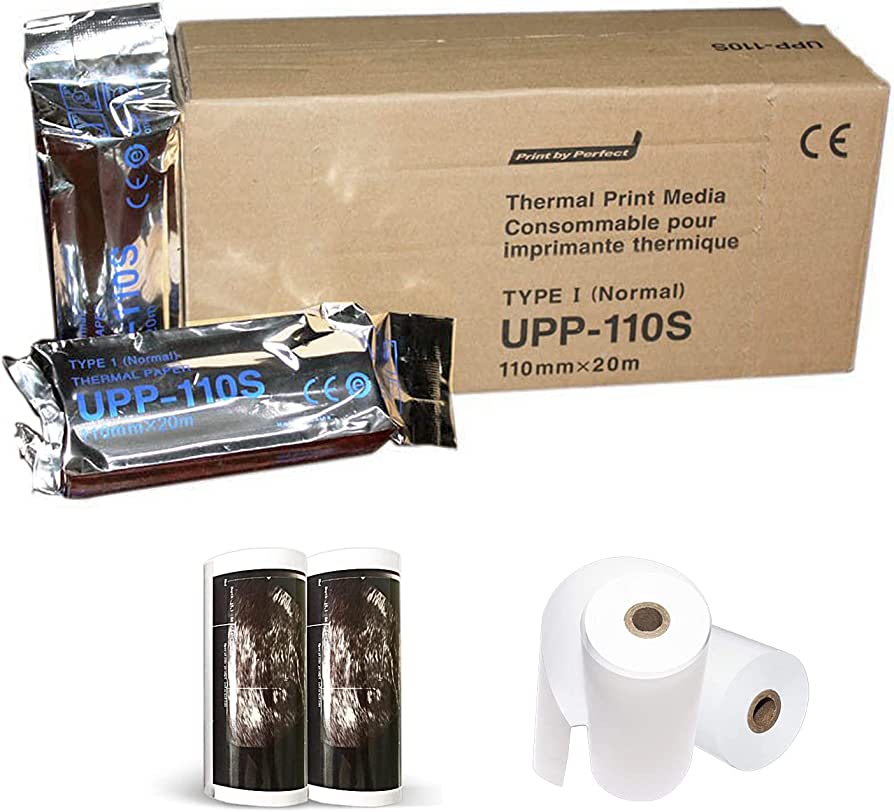 UPP-110S
Print by Perfect
CE
Thermal Print Media
Consommable pour
imprimante thermique
TYPE I (Normal)
UPP-110S
110mm×20m
CE
UPP-110S
TYPE 1 (Normal)
THERMAL PAPER
UPP-110S
CE
110mm×20m